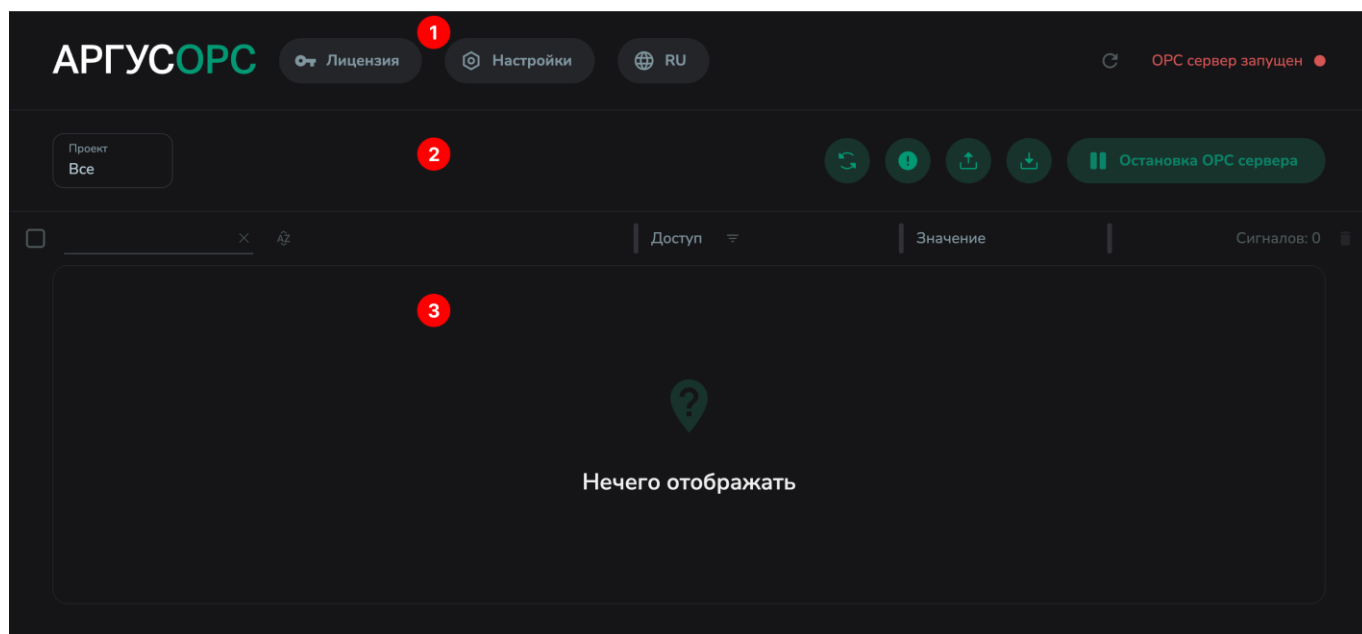 1
АРГУСОРС Лицензия Настройки RU ОРС сервер запущен
Проект
Все
2
! Остановка ОРС сервера
AZ Доступ Значение Сигналов: 0
3
?
Нечего отображать